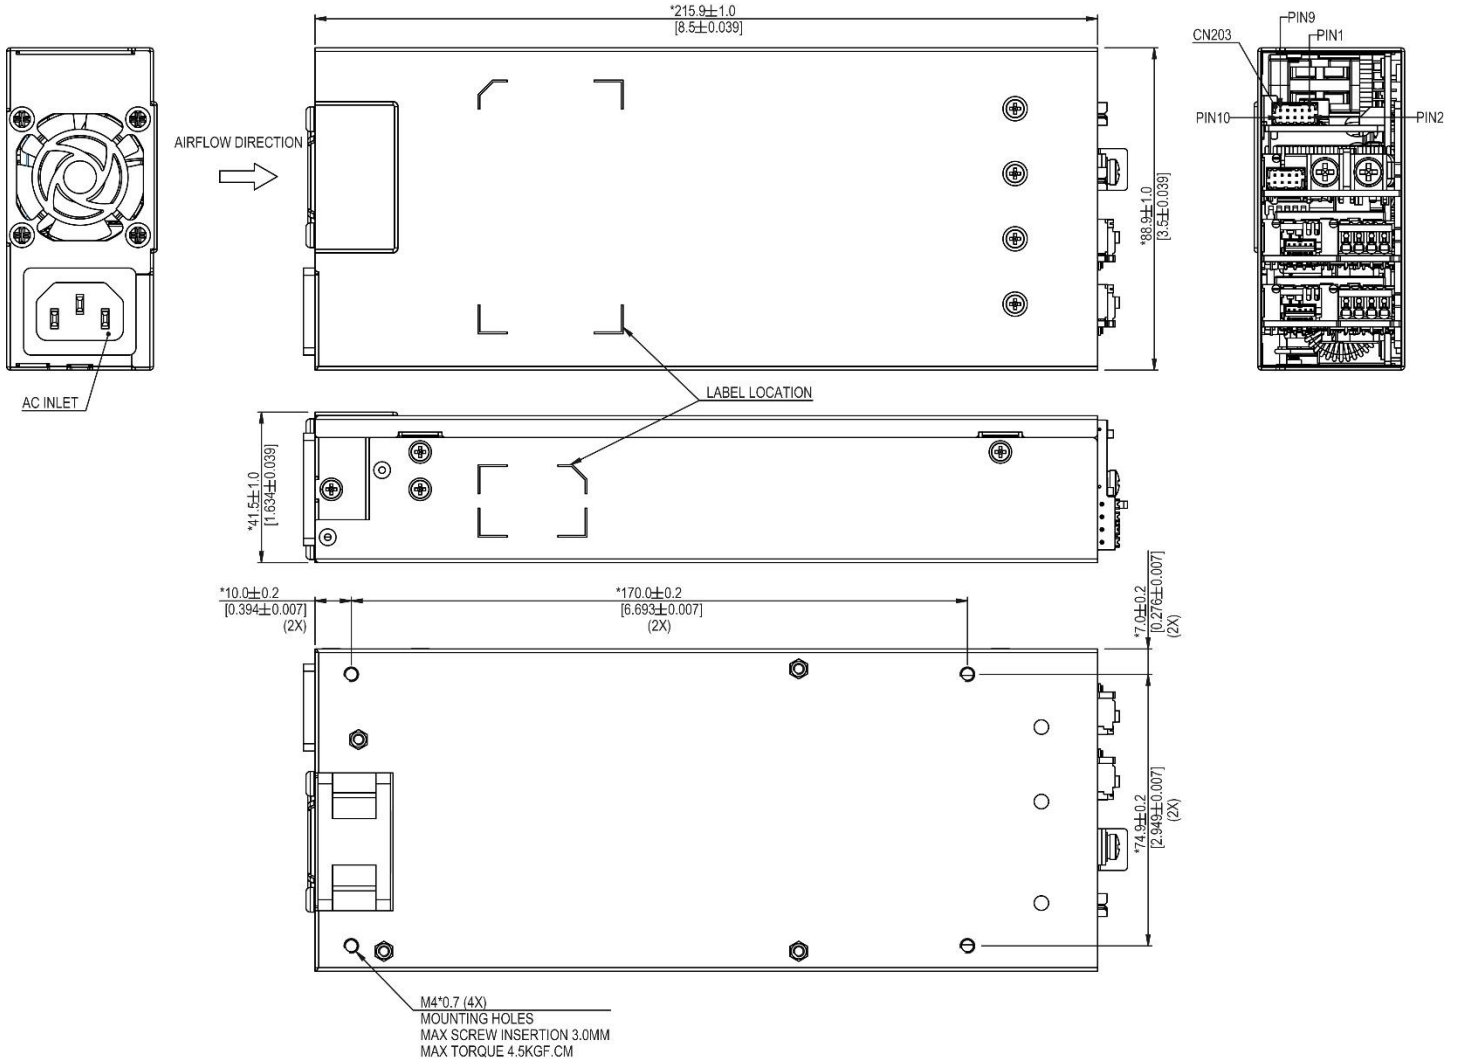 *215.9±1.0
[8.5±0.039]
PIN9
PIN1
CN203
PIN10
PIN2
AIRFLOW DIRECTION
*88.9±1.0
[3.5±0.039]
AC INLET
LABEL LOCATION
*41.5±1.0
[1.634±0.039]
*10.0±0.2
[0.394±0.007]
(2X)
*170.0±0.2
[6.693±0.007]
(2X)
*7.0±0.2
[0.276±0.007]
(2X)
*74.9±0.2
[2.949±0.007]
(2X)
M4*0.7 (4X)
MOUNTING HOLES
MAX SCREW INSERTION 3.0MM
MAX TORQUE 4.5KGF.CM